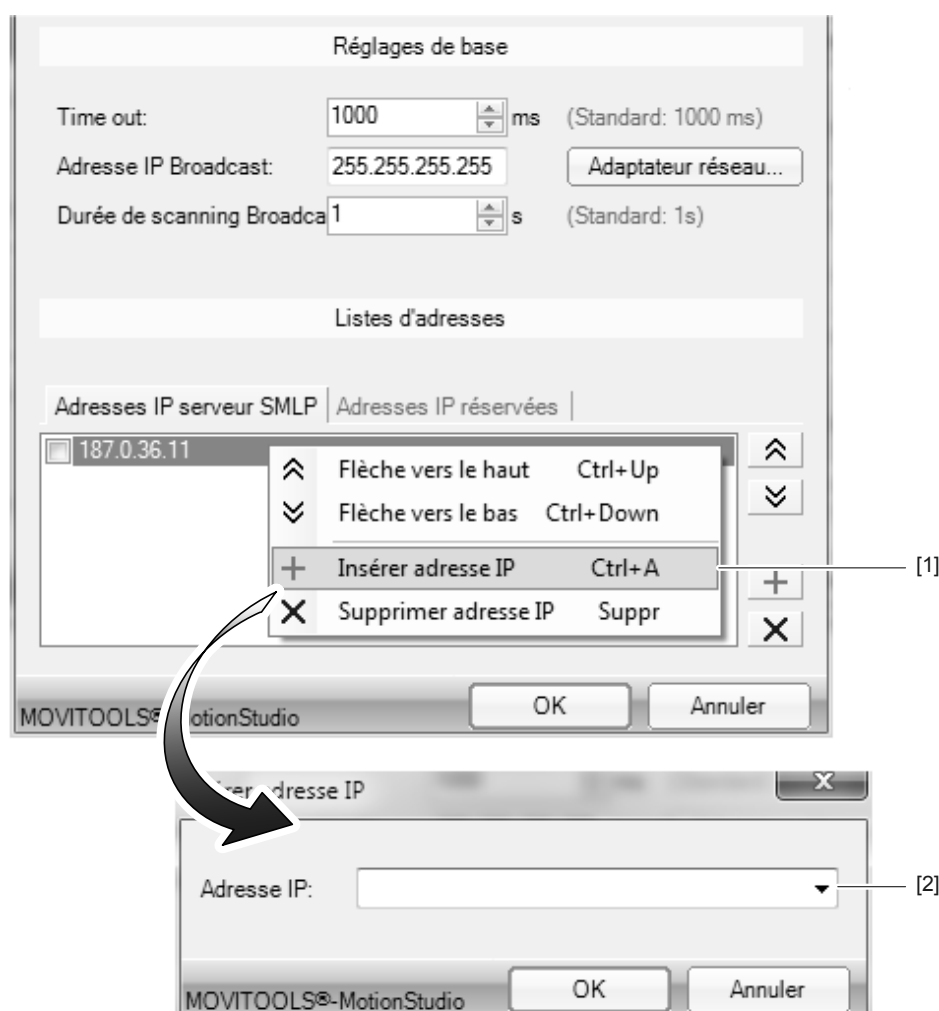 Réglages de base
Time out: 1000 ms (Standard: 1000 ms)
Adresse IP Broadcast: 255.255.255.255 Adaptateur réseau...
Durée de scanning Broadca 1 s (Standard: 1s)
Listes d'adresses
Adresses IP serveur SMLP Adresses IP réservées
187.0.36.11
Flèche vers le haut Ctrl+Up
Flèche vers le bas Ctrl+Down
Insérer adresse IP Ctrl+A [1]
Supprimer adresse IP Suppr
OK Annuler
MOVITOOLS® otionStudio
érer adresse IP
Adresse IP: [2]
OK Annuler
MOVITOOLS®-MotionStudio